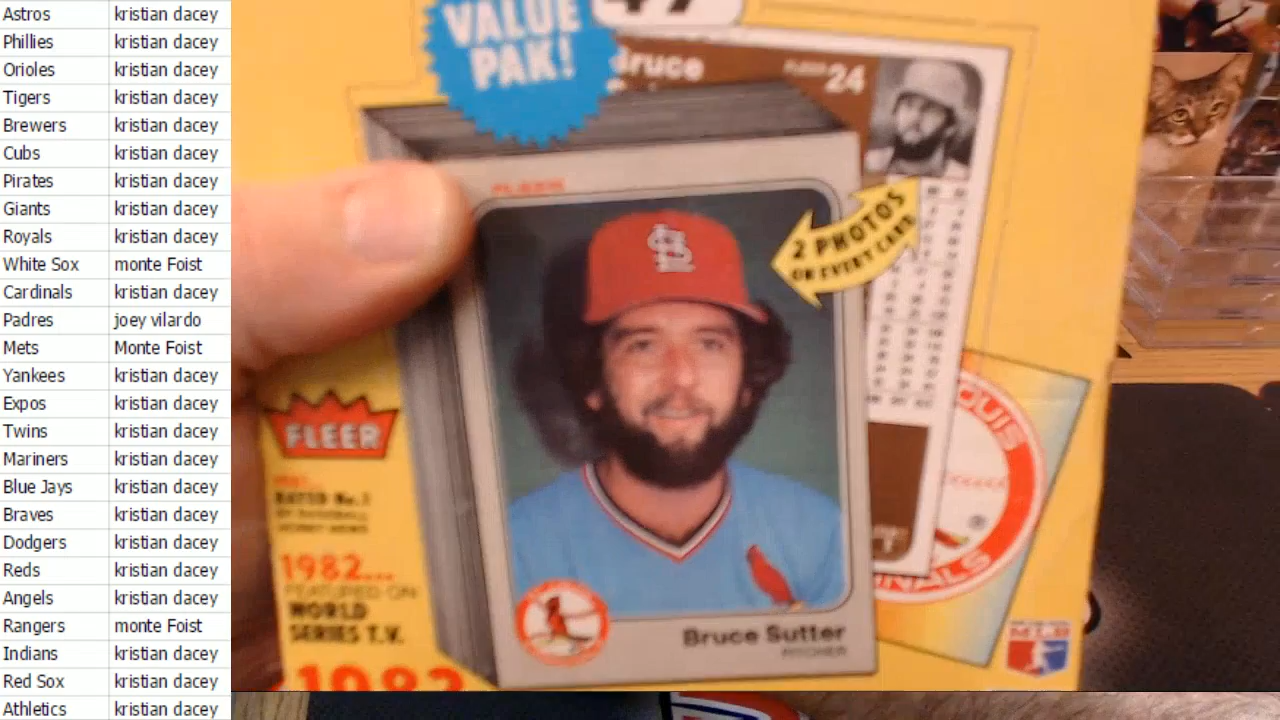 Astros kristian dacey
Phillies kristian dacey
Orioles kristian dacey
Tigers kristian dacey
Brewers kristian dacey
Cubs kristian dacey
Pirates kristian dacey
Giants kristian dacey
Royals kristian dacey
White Sox monte Foist
Cardinals kristian dacey
Padres joey vilardo
Mets Monte Foist
Yankees kristian dacey
Expos kristian dacey
Twins kristian dacey
Mariners kristian dacey
Blue Jays kristian dacey
Braves kristian dacey
Dodgers kristian dacey
Reds kristian dacey
Angels kristian dacey
Rangers monte Foist
Indians kristian dacey
Red Sox kristian dacey
Athletics kristian dacey
VALUE
PAK!
Bruce
24
2 PHOTOS
ON EVERY CARD
FLEER
FLEER
RATED No.1
1982...
FEATURED ON
WORLD
SERIES T.V.
1983
Bruce Sutter
PITCHER